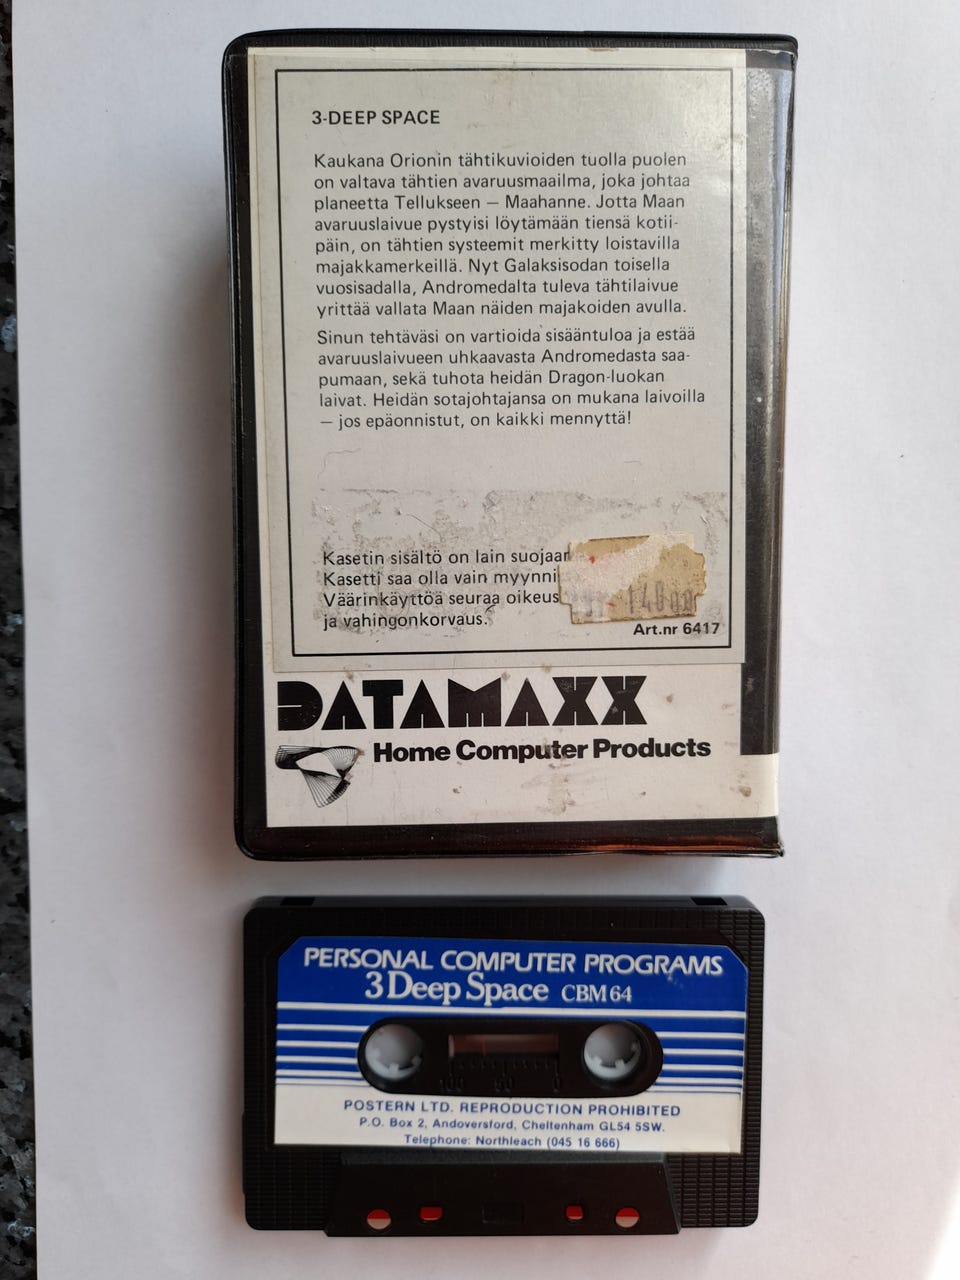 3-DEEP SPACE
Kaukana Orionin tähtikuvioiden tuolla puolen
on valtava tähtien avaruusmaailma, joka johtaa
planeetta Tellukseen — Maahanne. Jotta Maan
avaruuslaivue pystyisi löytämään tiensä kotii-
päin, on tähtien systeemit merkitty loistavilla
majakkamerkeillä. Nyt Galaksisodan toisella
vuosisadalla, Andromedalta tuleva tähtilaivue
yrittää vallata Maan näiden majakoiden avulla.
Sinun tehtäväsi on vartioida sisääntuloa ja estää
avaruuslaivueen uhkaavasta Andromedasta saa-
pumaan, sekä tuhota heidän Dragon-luokan
laivat. Heidän sotajohtajansa on mukana laivoilla
— jos epäonnistut, on kaikki mennyttä!
Kasetin sisältö on lain suojaan
Kasetti saa olla vain myynni
Väärinkäyttöä seuraa oikeus
ja vahingonkorvaus.
Art.nr 6417
DATAMAXX
Home Computer Products
PERSONAL COMPUTER PROGRAMS
3 Deep Space CBM 64
100 50 0
POSTERN LTD. REPRODUCTION PROHIBITED
P.O. Box 2, Andoversford, Cheltenham GL54 5SW.
Telephone: Northleach (045 16 666)